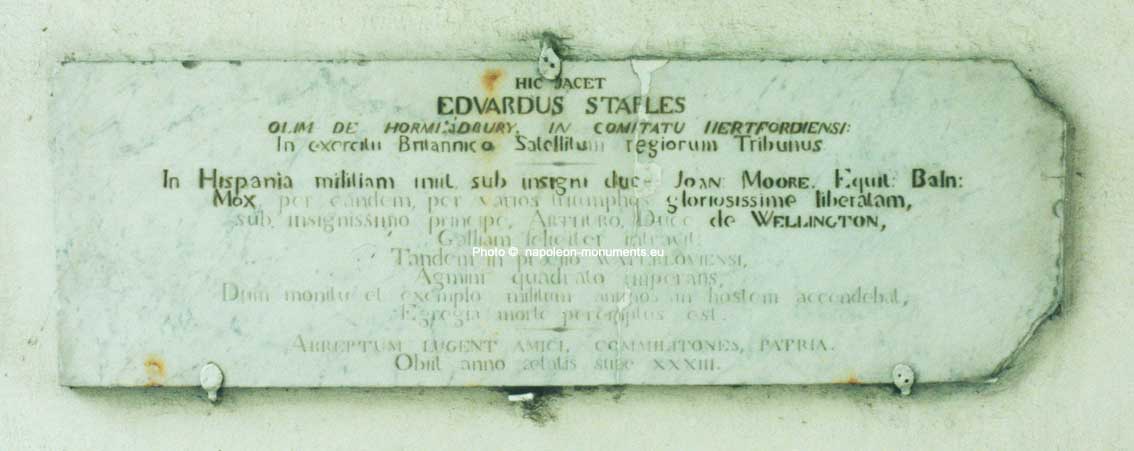 HIC JACET
EDVARDUS STAPLES
OLIM DE IN COMITATU HERTFORDIENSI:
In exercitu Britannico Satellitum regiorum Tribunus
In Hispania militiam iniit, sub insigni duce JOAN: MOORE. Equit: Baln:
Mox per eandem, per varios triumphos gloriosissime liberatam,
sub insignissimo principe, ARTHURO, Duce de WELLINGTON,
Galliam feliciter intravit:
Photo © napoleon-monuments.eu
Tandem in prœlio WATERLOVIENSI,
Agmini quadrato imperans,
Dum monitu et exemplo militum animos in hostem accendebat,
Egregia morte peremptus est.
ABREPTUM LUGENT AMICI, COMMILITONES, PATRIA.
Obiit anno ætatis suæ XXXIII.